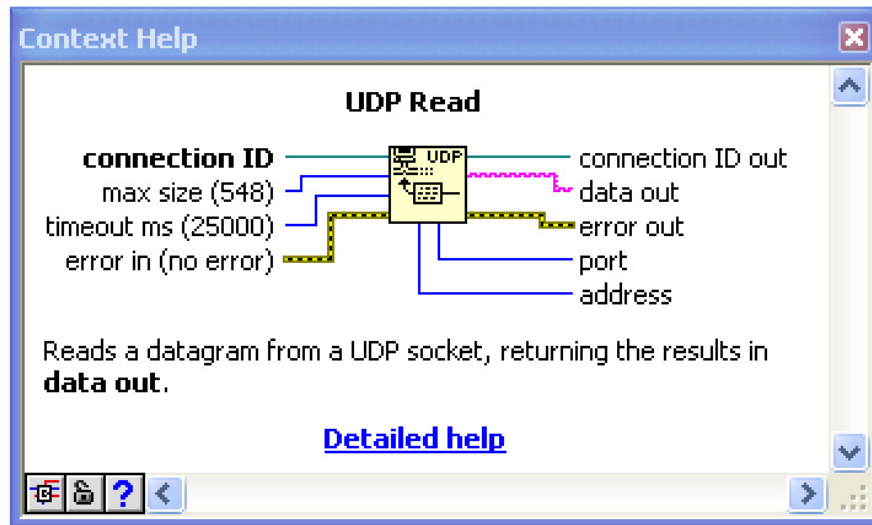 Context Help
UDP Read
connection ID
max size (548)
timeout ms (25000)
error in (no error)
UDP
connection ID out
data out
error out
port
address
Reads a datagram from a UDP socket, returning the results in
data out.
Detailed help
?